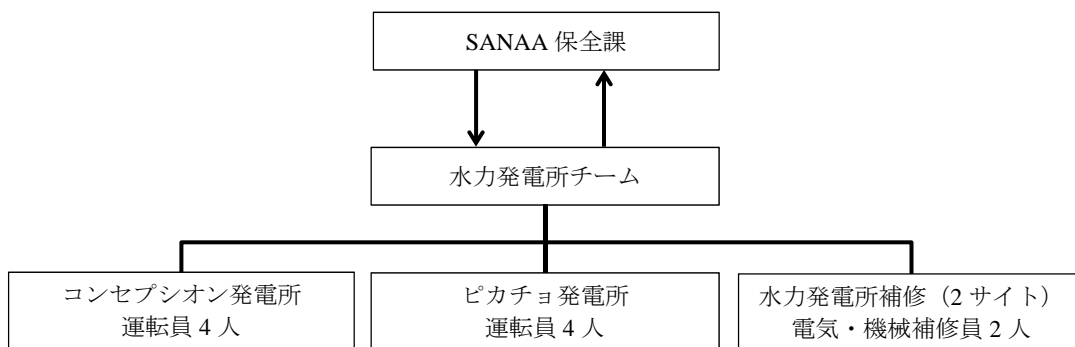 SANAA 保全課
水力発電所チーム
コンセプシオン発電所
運転員 4 人
ピカチョ発電所
運転員 4 人
水力発電所補修（2 サイト）
電気・機械補修員 2 人